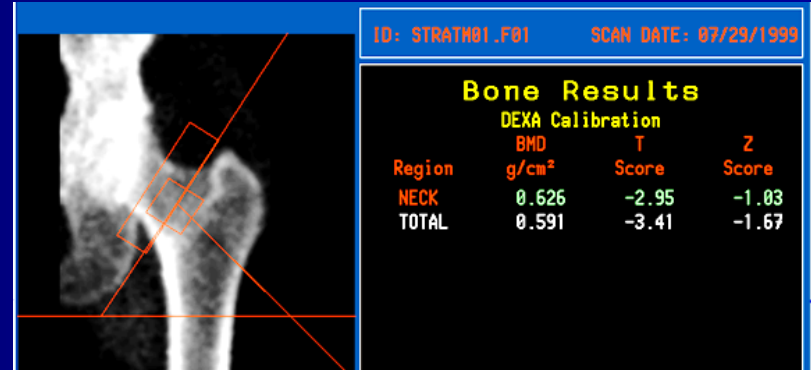 ID: STRATM01.F01 SCAN DATE: 07/29/1999
Bone Results
DEXA Calibration
BMD T Z
Region g/cm² Score Score
NECK 0.626 -2.95 -1.03
TOTAL 0.591 -3.41 -1.67